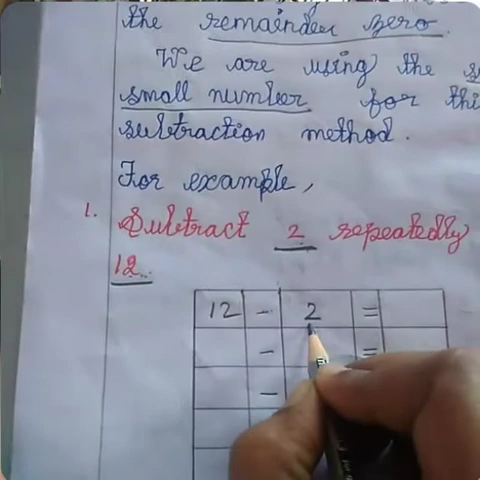 the remainder zero.
We are using the
small number for
subtraction method.
For example,
1. Subtract 2 repeatedly
12.
12 - 2 =
- =
-